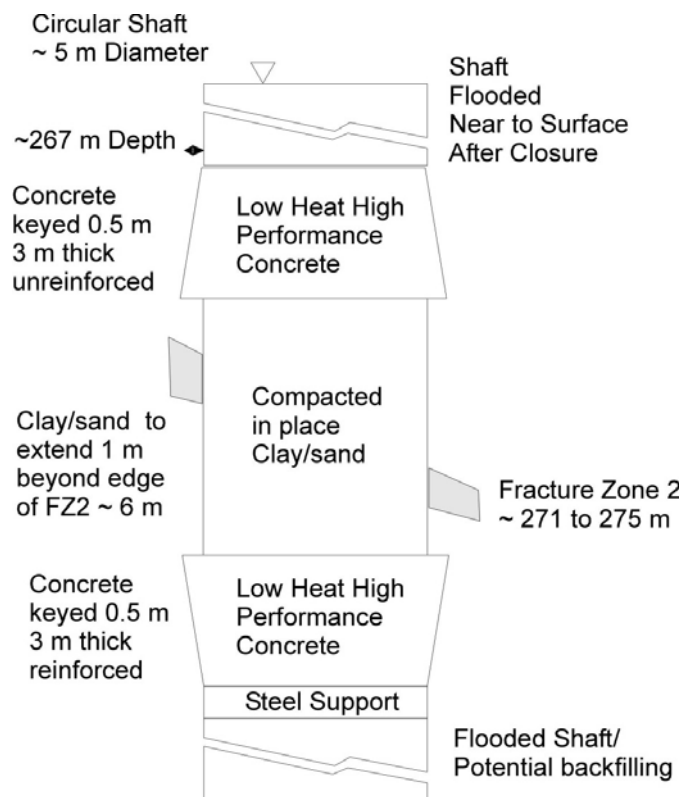 Circular Shaft
~ 5 m Diameter
Shaft
Flooded
Near to Surface
After Closure
~267 m Depth
Concrete
keyed 0.5 m
3 m thick
unreinforced
Low Heat High
Performance
Concrete
Compacted
in place
Clay/sand
Clay/sand to
extend 1 m
beyond edge
of FZ2 ~ 6 m
Fracture Zone 2
~ 271 to 275 m
Concrete
keyed 0.5 m
3 m thick
reinforced
Low Heat High
Performance
Concrete
Steel Support
Flooded Shaft/
Potential backfilling